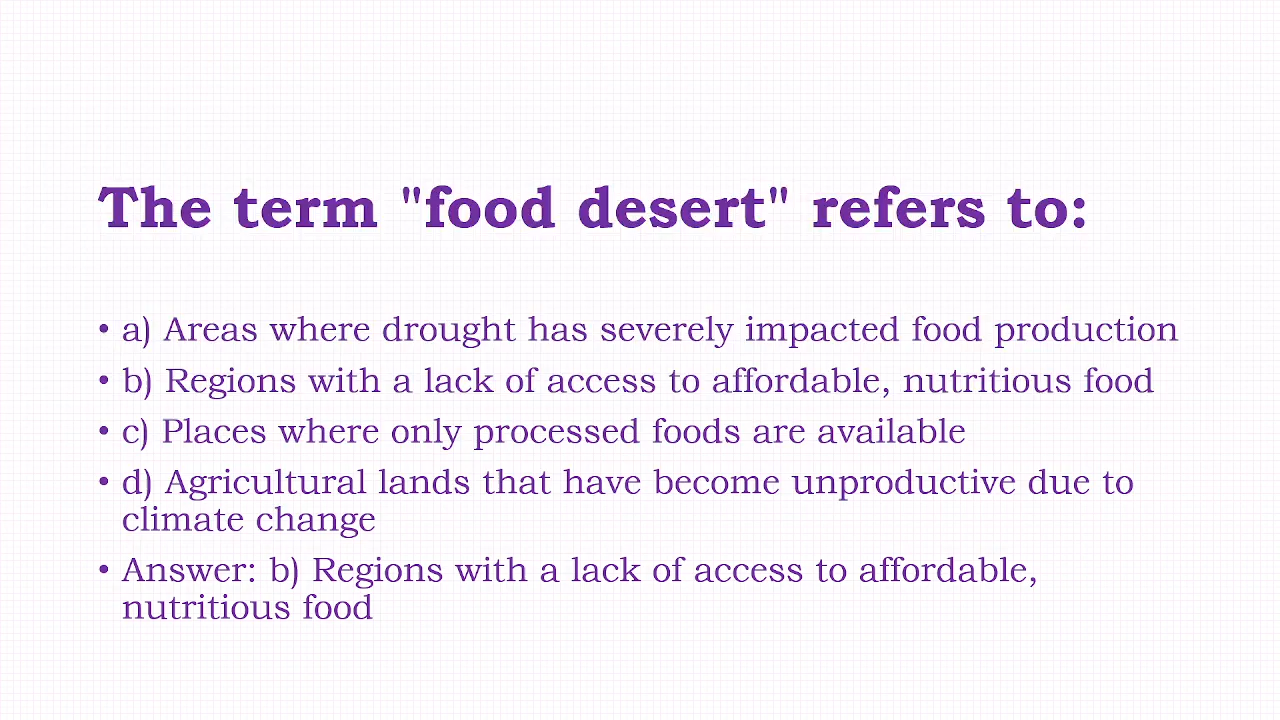 The term "food desert" refers to:
• a) Areas where drought has severely impacted food production
• b) Regions with a lack of access to affordable, nutritious food
• c) Places where only processed foods are available
• d) Agricultural lands that have become unproductive due to
climate change
• Answer: b) Regions with a lack of access to affordable,
nutritious food